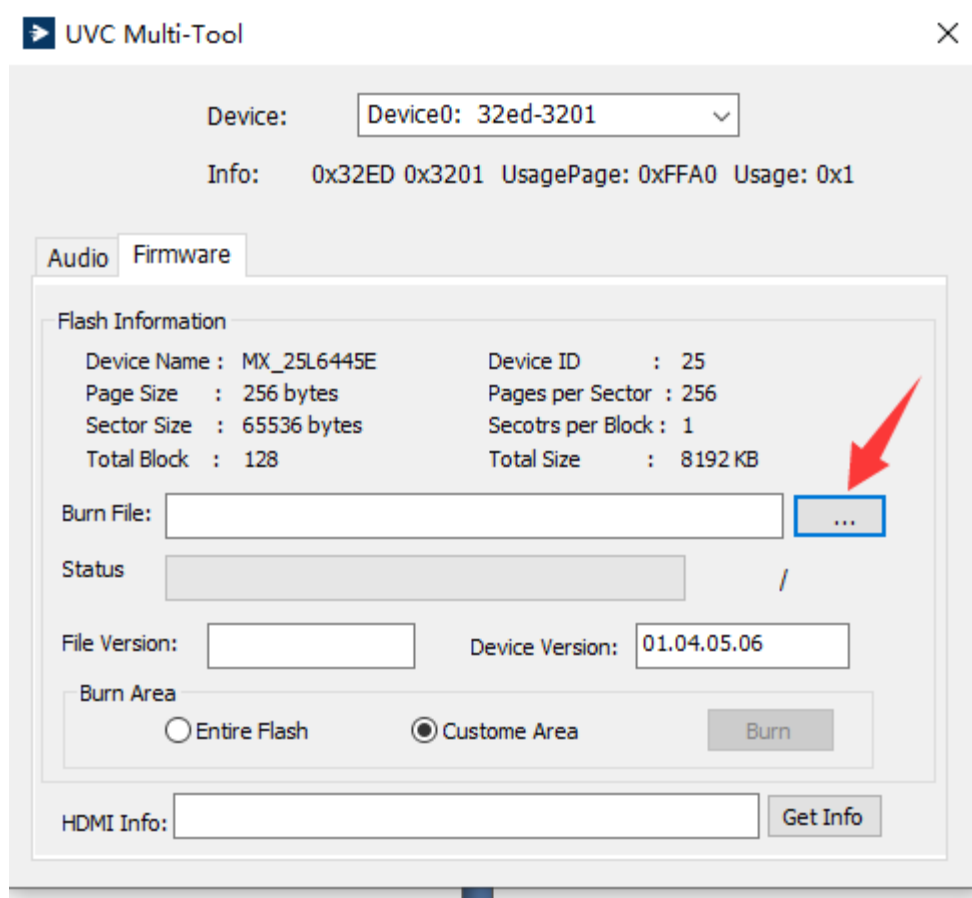 UVC Multi-Tool
Device: Device0: 32ed-3201
Info: 0x32ED 0x3201 UsagePage: 0xFFA0 Usage: 0x1
Audio Firmware
Flash Information
Device Name : MX_25L6445E Device ID : 25
Page Size : 256 bytes Pages per Sector : 256
Sector Size : 65536 bytes Secotrs per Block : 1
Total Block : 128 Total Size : 8192 KB
Burn File: ...
Status /
File Version: Device Version: 01.04.05.06
Burn Area
Entire Flash Custome Area Burn
HDMI Info: Get Info